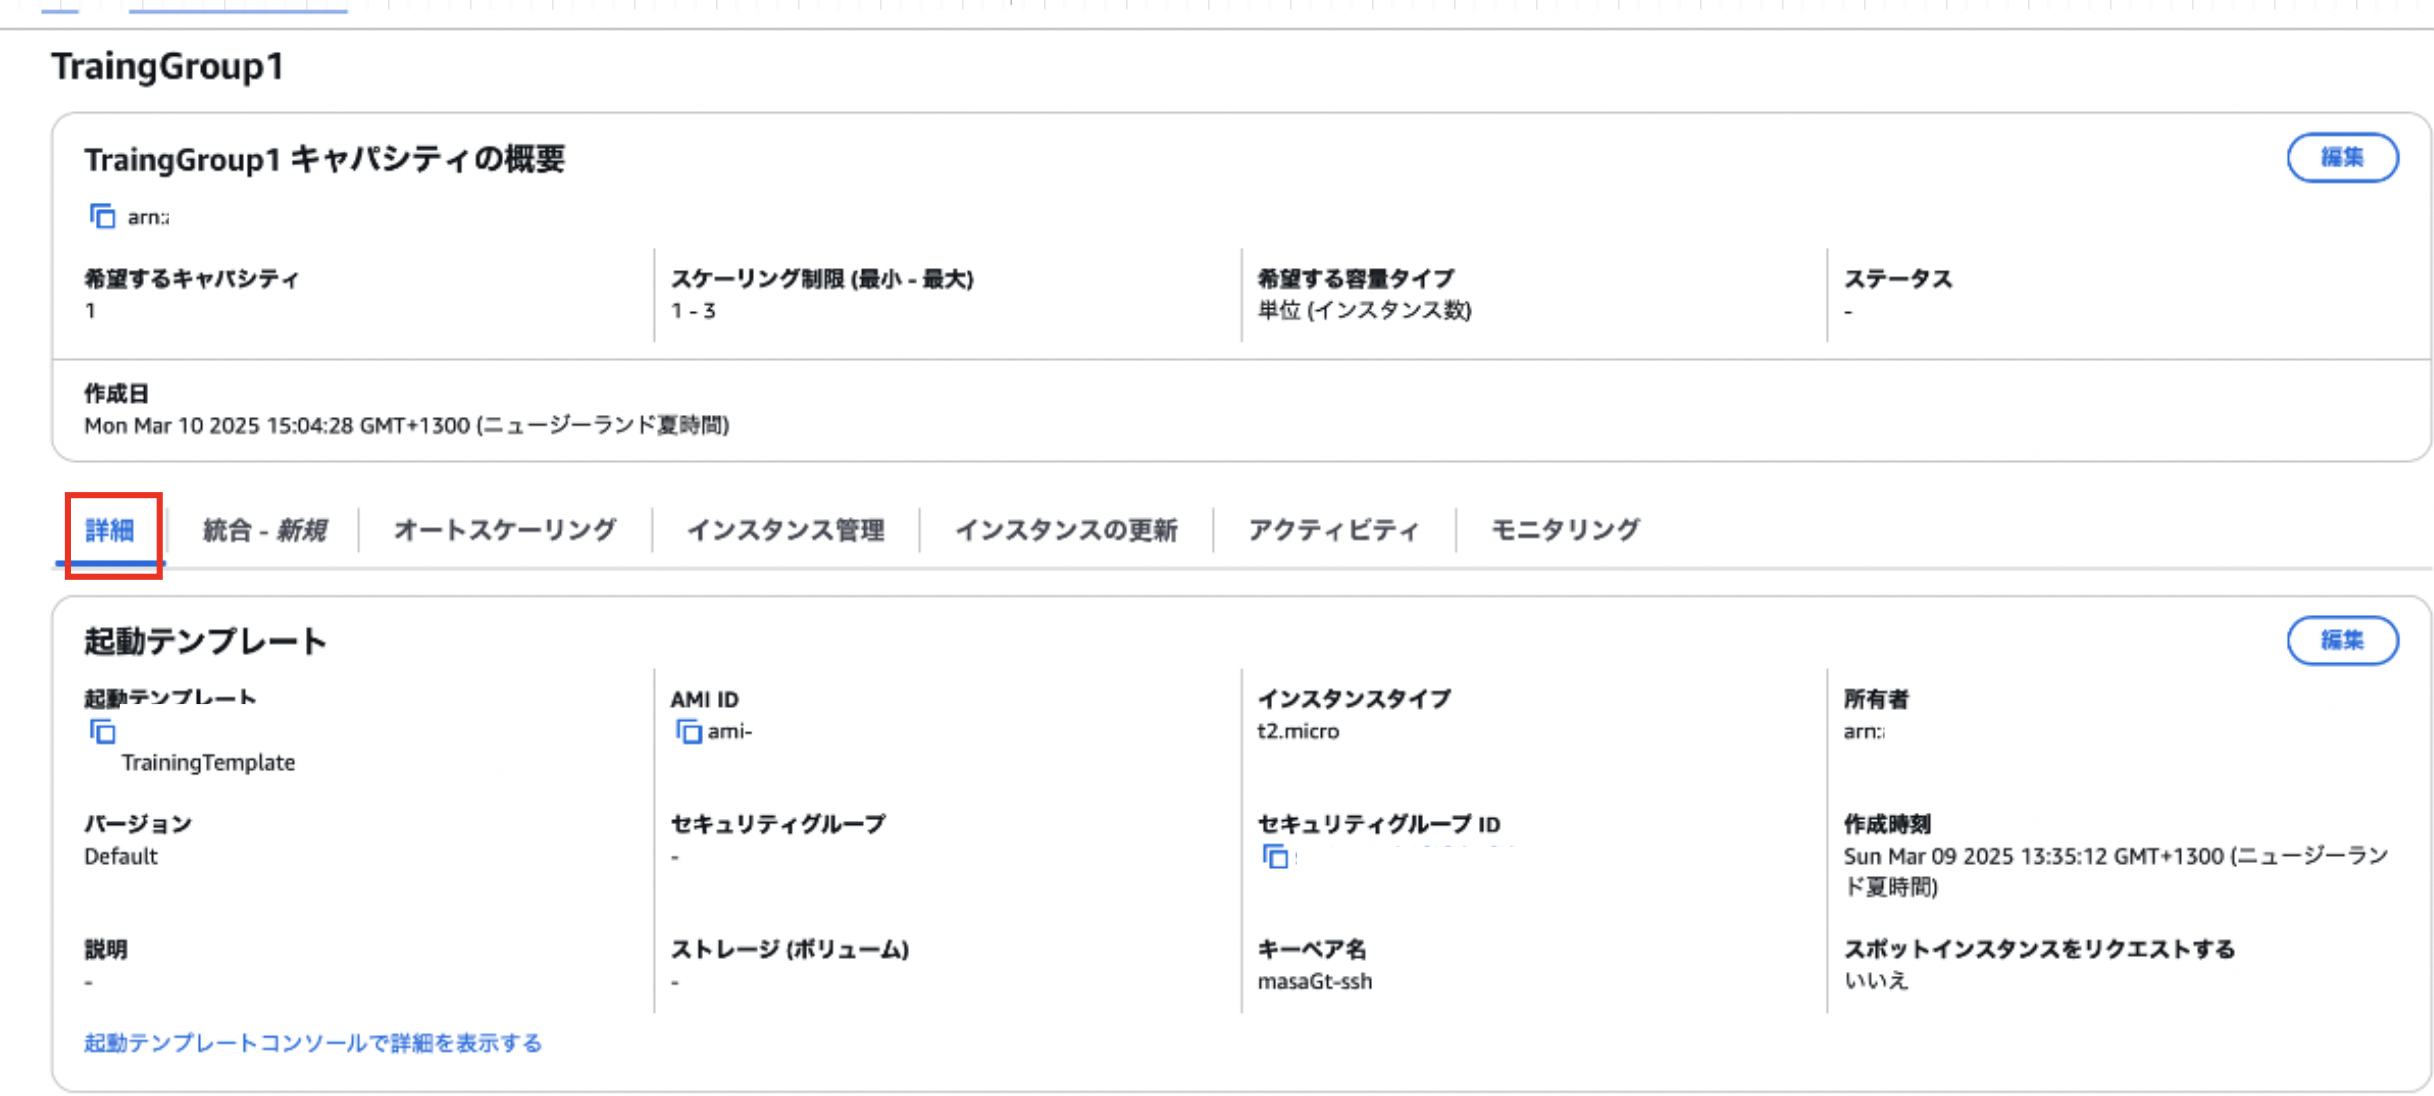 TraingGroup1
TraingGroup1 キャパシティの概要
編集
arn:
希望するキャパシティ
1
スケーリング制限 (最小 - 最大)
1 - 3
希望する容量タイプ
単位 (インスタンス数)
ステータス
-
作成日
Mon Mar 10 2025 15:04:28 GMT+1300 (ニュージーランド夏時間)
詳細
統合 - 新規
オートスケーリング
インスタンス管理
インスタンスの更新
アクティビティ
モニタリング
起動テンプレート
編集
起動テンプレート
TrainingTemplate
AMI ID
ami-
インスタンスタイプ
t2.micro
所有者
arn:
バージョン
Default
セキュリティグループ
-
セキュリティグループ ID
作成時刻
Sun Mar 09 2025 13:35:12 GMT+1300 (ニュージーラン
ド夏時間)
説明
-
ストレージ (ボリューム)
-
キーペア名
masaGt-ssh
スポットインスタンスをリクエストする
いいえ
起動テンプレートコンソールで詳細を表示する